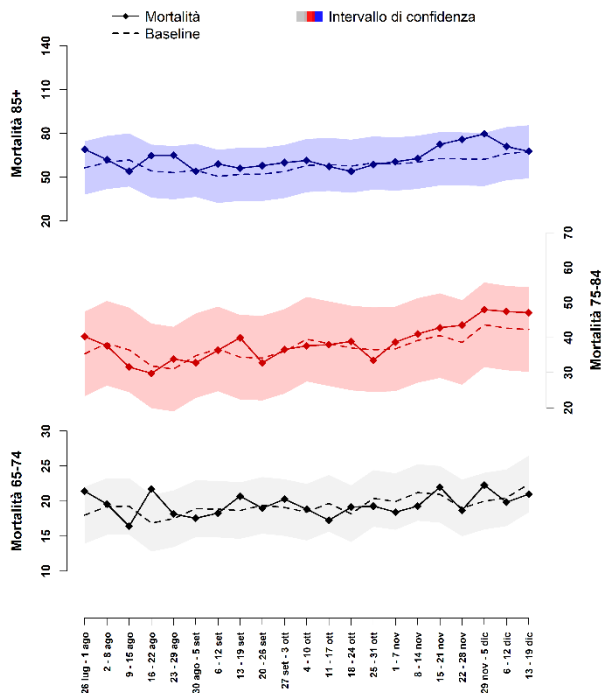 Mortalità
Baseline
Intervallo di confidenza
Mortalità 85+
140
110
80
50
20
Mortalità 75-84
70
60
50
40
30
20
Mortalità 65-74
30
25
20
15
10
26 lug - 1 ago
2 - 8 ago
9 - 15 ago
16 - 22 ago
23 - 29 ago
30 ago - 5 set
6 - 12 set
13 - 19 set
20 - 26 set
27 set - 3 ott
4 - 10 ott
11 - 17 ott
18 - 24 ott
25 - 31 ott
1 - 7 nov
8 - 14 nov
15 - 21 nov
22 - 28 nov
29 nov - 5 dic
6 - 12 dic
13 - 19 dic